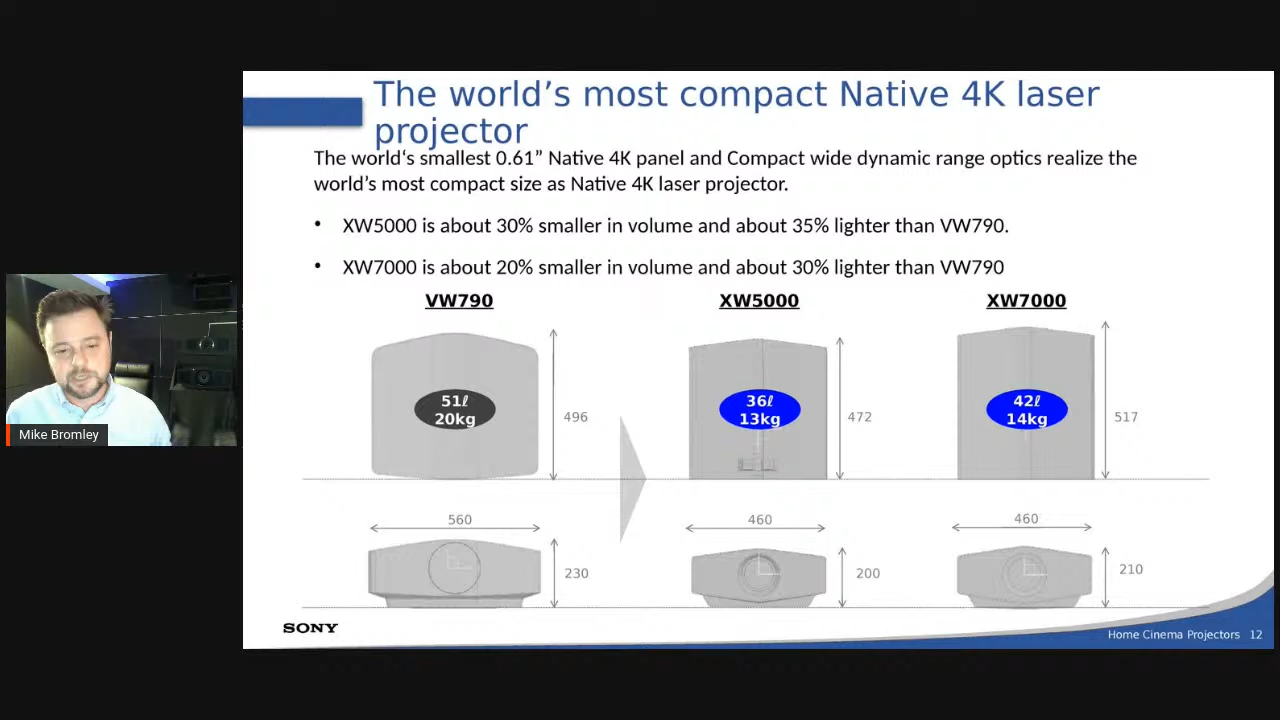 The world’s most compact Native 4K laser
projector
The world‘s smallest 0.61” Native 4K panel and Compact wide dynamic range optics realize the
world’s most compact size as Native 4K laser projector.
• XW5000 is about 30% smaller in volume and about 35% lighter than VW790.
• XW7000 is about 20% smaller in volume and about 30% lighter than VW790
VW790
XW5000
XW7000
51ℓ
20kg
496
36ℓ
13kg
472
42ℓ
14kg
517
560
460
460
230
200
210
Mike Bromley
SONY
Home Cinema Projectors 12